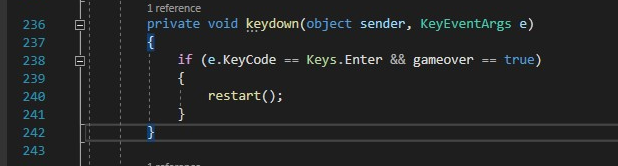 1 reference
236 private void keydown(object sender, KeyEventArgs e)
237 {
238 if (e.KeyCode == Keys.Enter && gameover == true)
239 {
240 restart();
241 }
242 }
243
1 reference